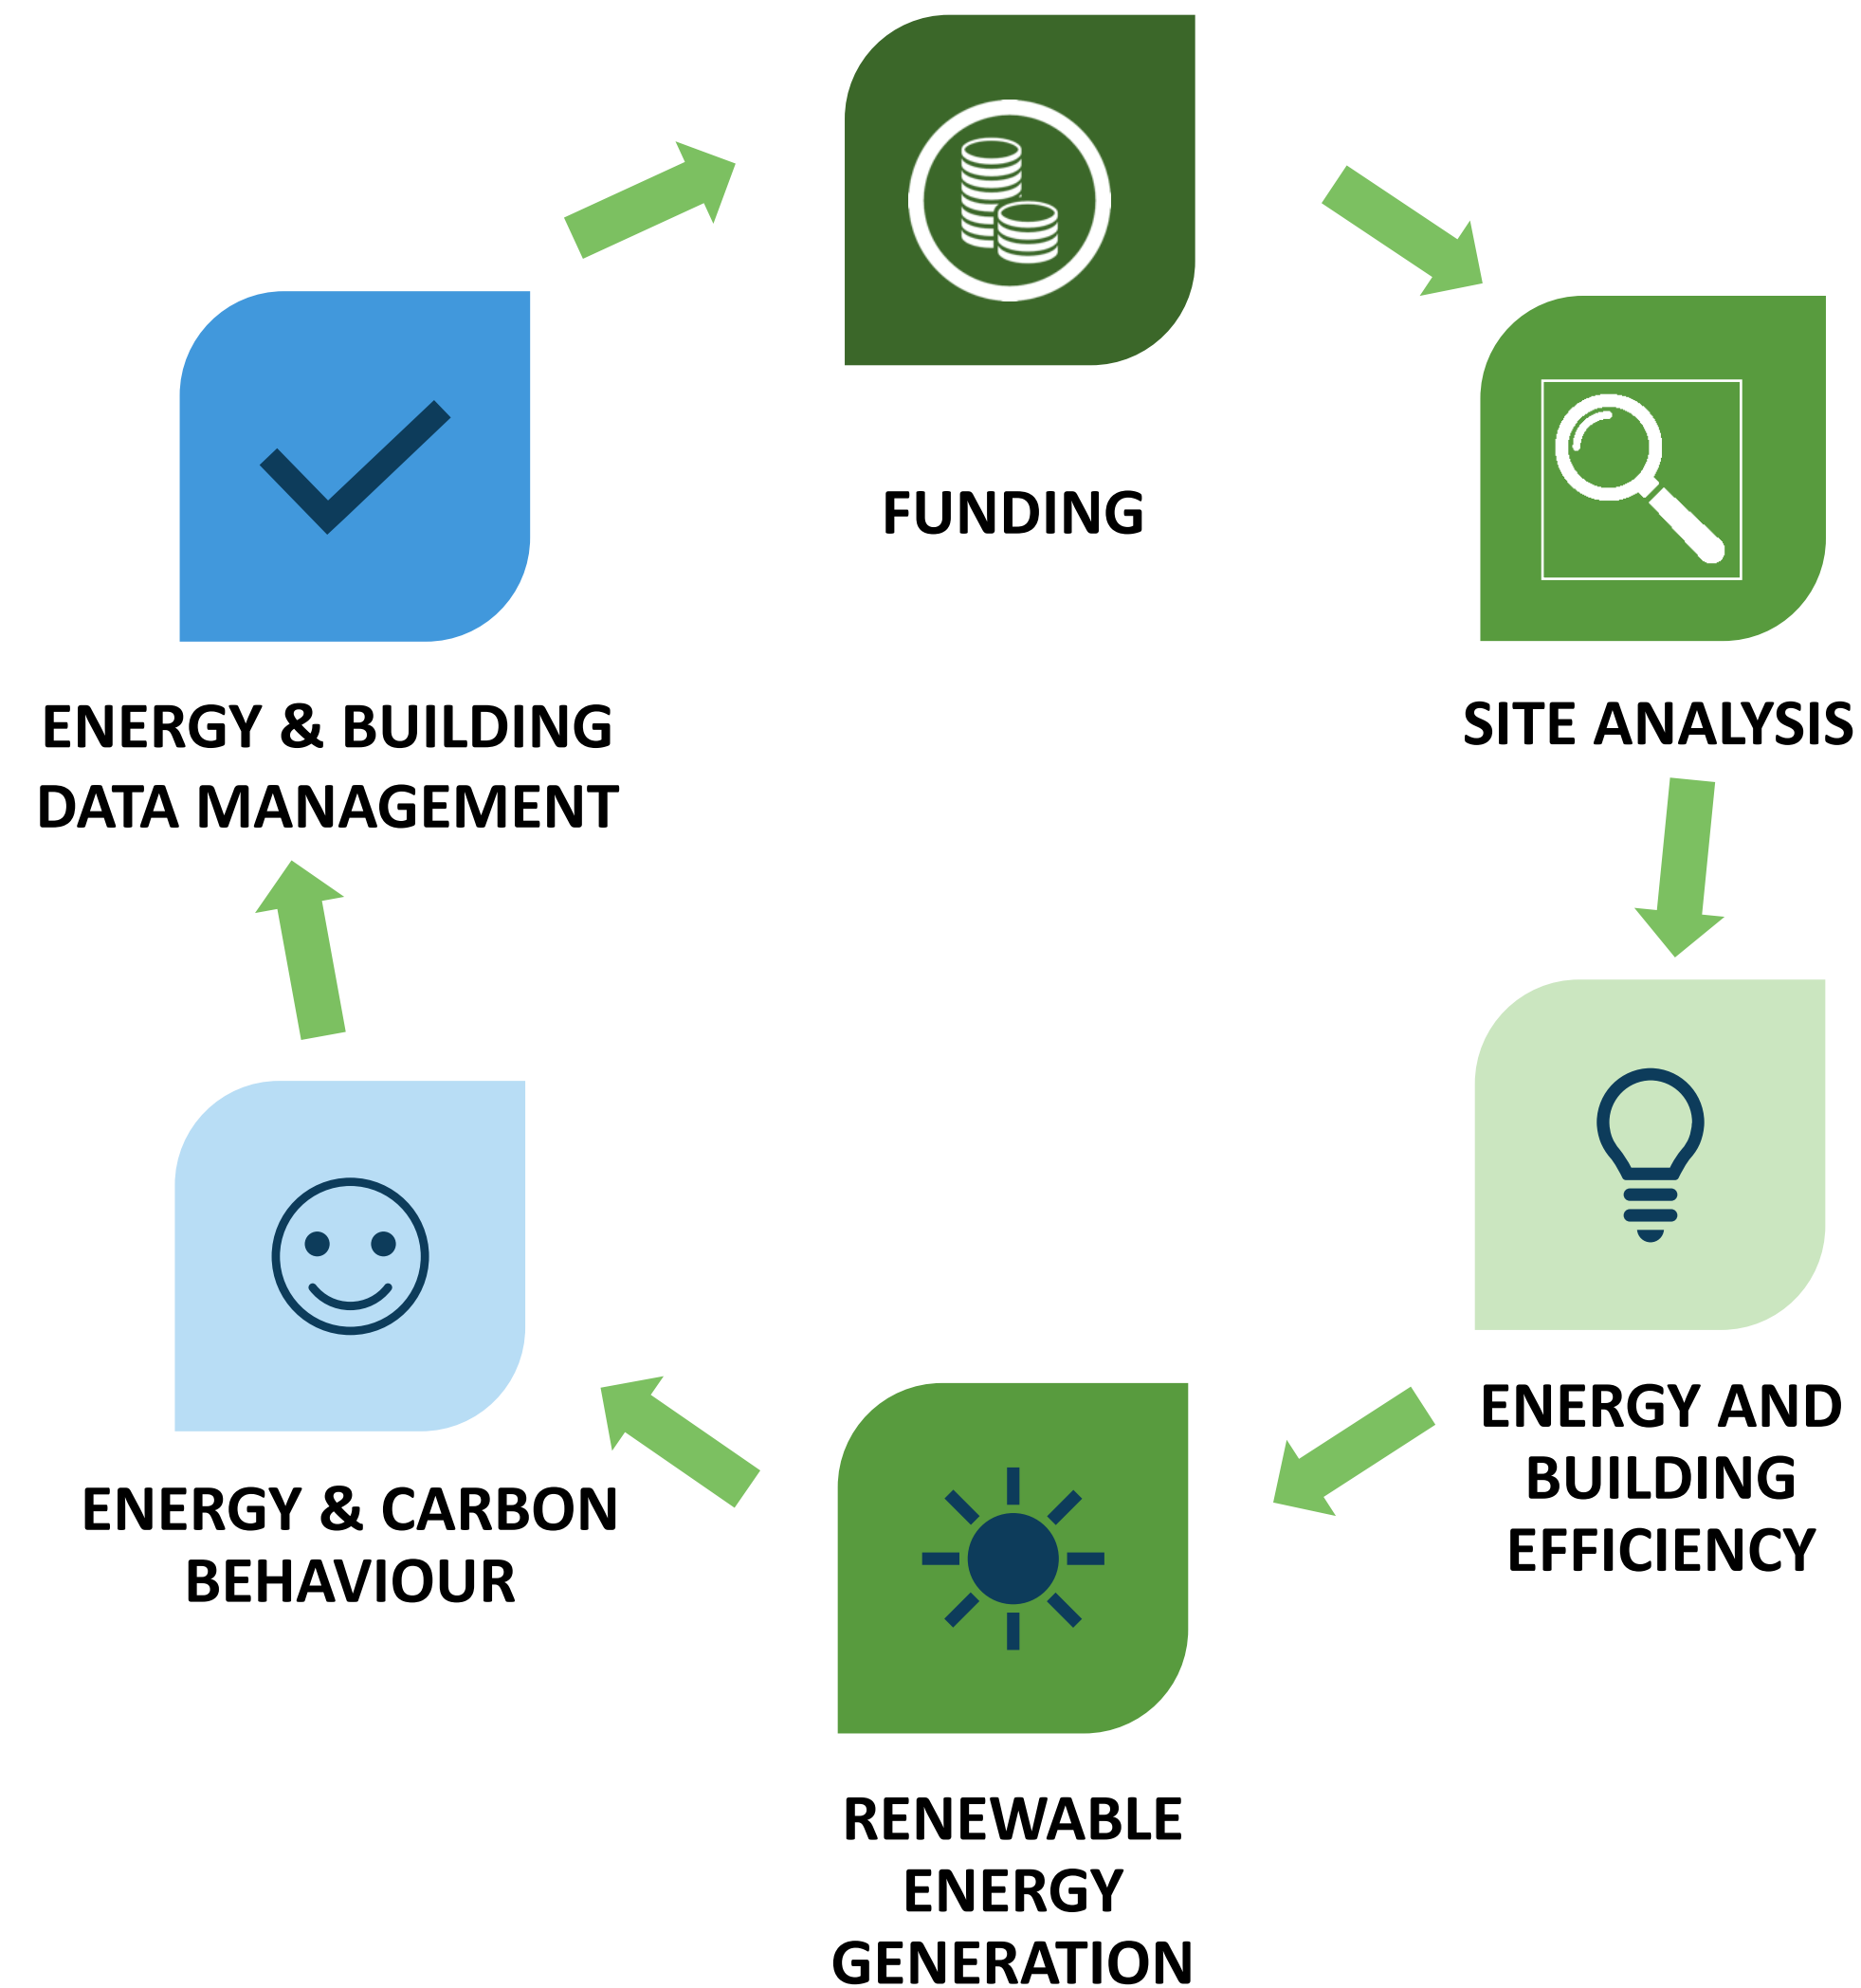 FUNDING
SITE ANALYSIS
ENERGY AND
BUILDING
EFFICIENCY
RENEWABLE
ENERGY
GENERATION
ENERGY & CARBON
BEHAVIOUR
ENERGY & BUILDING
DATA MANAGEMENT